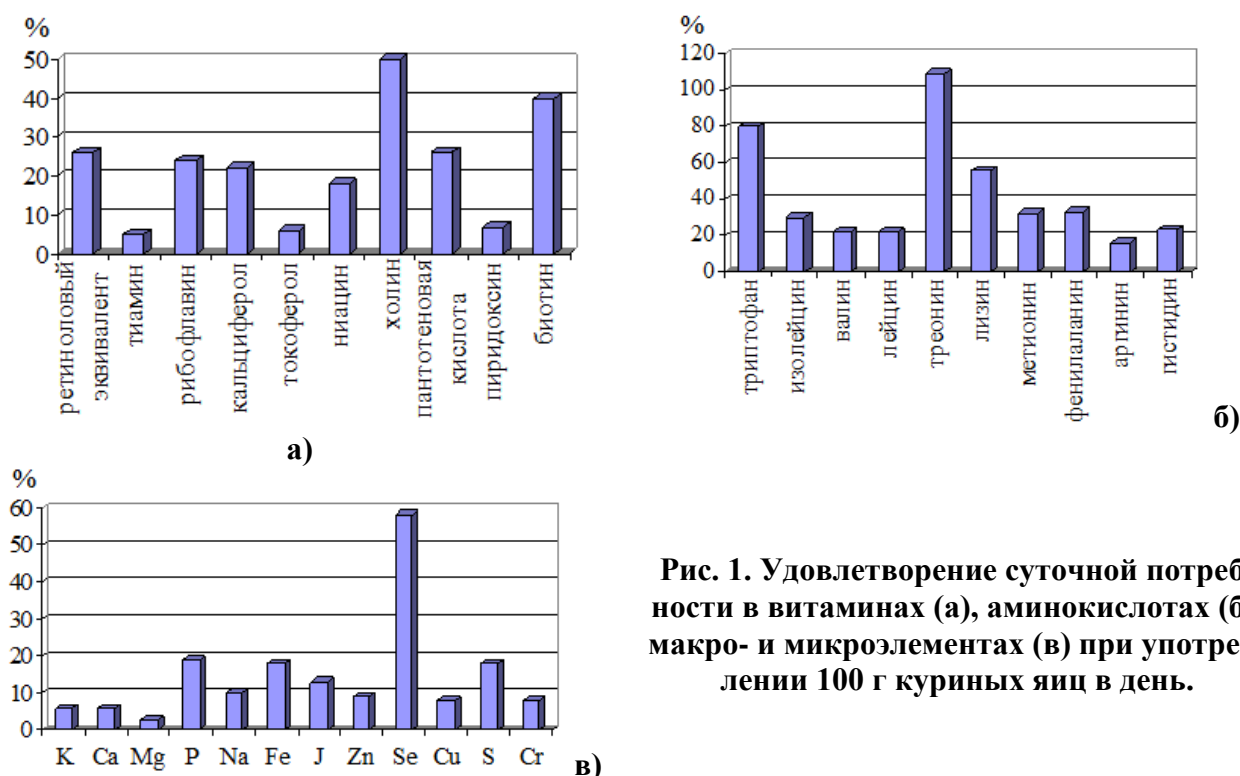 %
50
40
30
20
10
0
ретиноловый
эквивалент
тиамин
рибофлавин
кальциферол
токоферол
ниацин
холин
пантотеновая
кислота
пиридоксин
биотин
а)
%
120
100
80
60
40
20
0
триптофан
изолейцин
валин
лейцин
треонин
лизин
метионин
фенилаланин
аргинин
гистидин
б)
%
60
50
40
30
20
10
0
K Ca Mg P Na Fe J Zn Se Cu S Cr
в)
Рис. 1. Удовлетворение суточной потреб
ности в витаминах (а), аминокислотах (б
макро- и микроэлементах (в) при употре
лении 100 г куриных яиц в день.